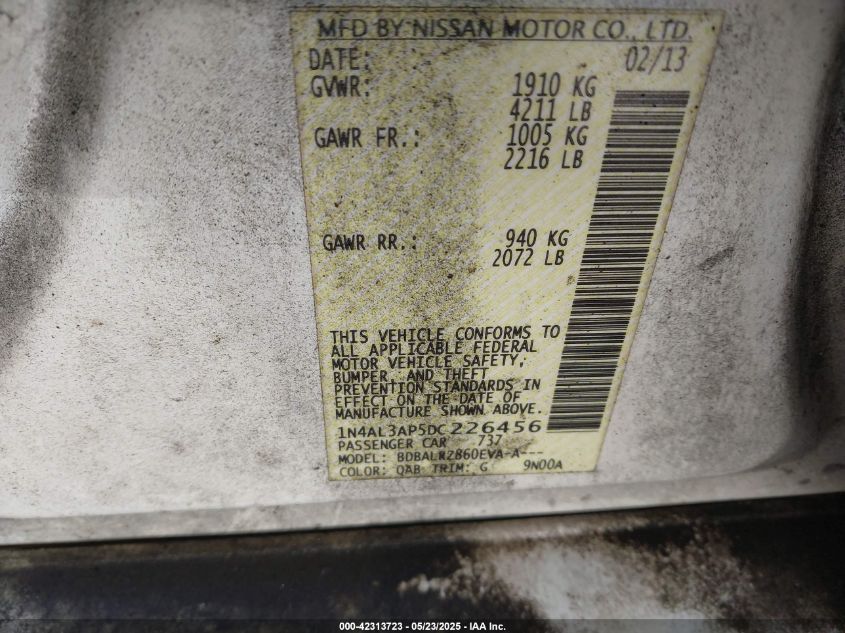 MFD BY NISSAN MOTOR CO., LTD.
DATE: 02/13
GVWR: 1910 KG
4211 LB
GAWR FR.: 1005 KG
2216 LB
GAWR RR.: 940 KG
2072 LB
THIS VEHICLE CONFORMS TO
ALL APPLICABLE FEDERAL
MOTOR VEHICLE SAFETY,
BUMPER, AND THEFT
PREVENTION STANDARDS IN
EFFECT ON THE DATE OF
MANUFACTURE SHOWN ABOVE.
1N4AL3AP5DC226456
PASSENGER CAR 737
MODEL: BDBALRZ860EVA-A---
COLOR: QAB TRIM: G 9N00A
000-42313723 - 05/23/2025 - IAA Inc.